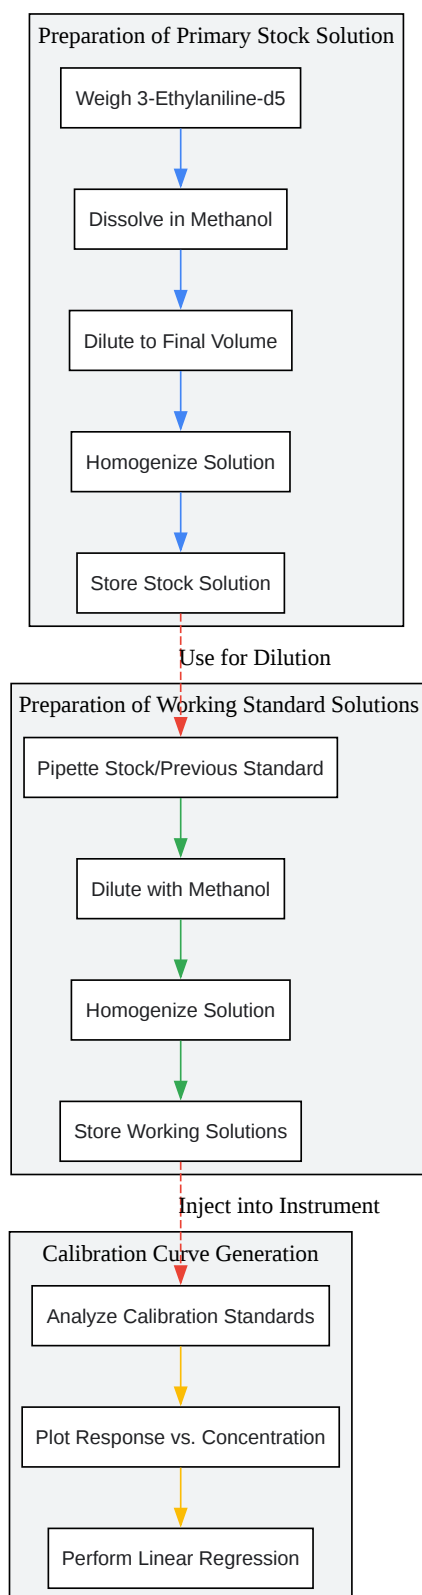 Preparation of Primary Stock Solution
Weigh 3-Ethylaniline-d5
Dissolve in Methanol
Dilute to Final Volume
Homogenize Solution
Store Stock Solution
Use for Dilution
Preparation of Working Standard Solutions
Pipette Stock/Previous Standard
Dilute with Methanol
Homogenize Solution
Store Working Solutions
Inject into Instrument
Calibration Curve Generation
Analyze Calibration Standards
Plot Response vs. Concentration
Perform Linear Regression